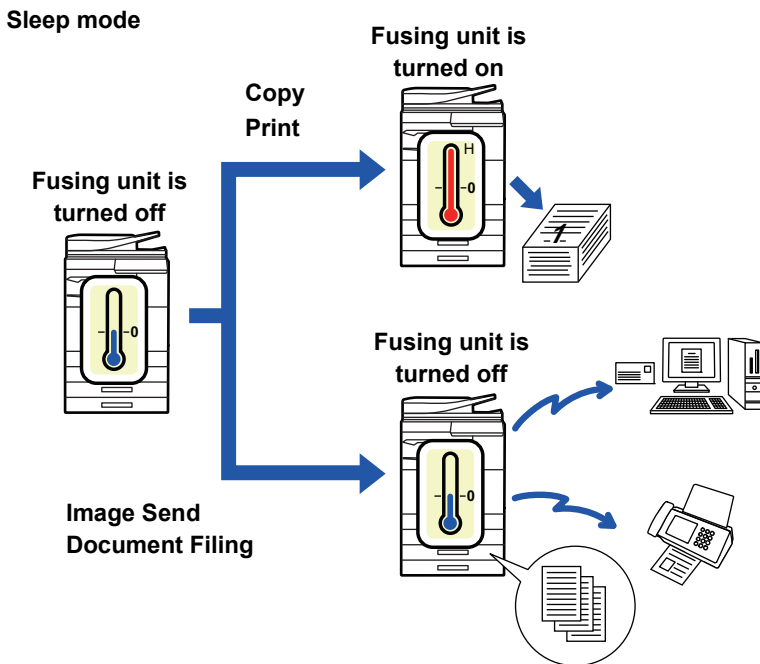 Sleep mode
Fusing unit is
turned on
Copy
Print
H
0
1
Fusing unit is
turned off
0
Fusing unit is
turned off
0
Image Send
Document Filing